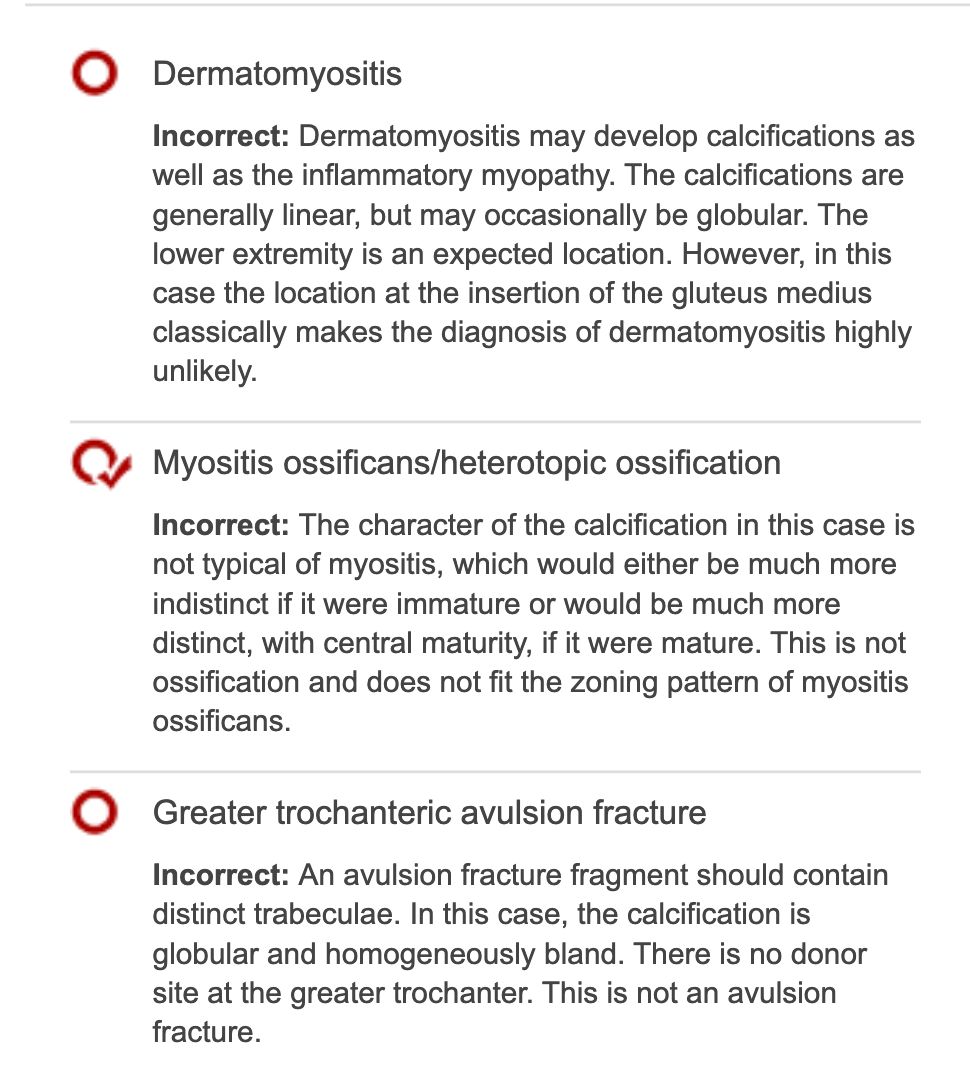 Dermatomyositis
Incorrect: Dermatomyositis may develop calcifications as
well as the inflammatory myopathy. The calcifications are
generally linear, but may occasionally be globular. The
lower extremity is an expected location. However, in this
case the location at the insertion of the gluteus medius
classically makes the diagnosis of dermatomyositis highly
unlikely.
Myositis ossificans/heterotopic ossification
Incorrect: The character of the calcification in this case is
not typical of myositis, which would either be much more
indistinct if it were immature or would be much more
distinct, with central maturity, if it were mature. This is not
ossification and does not fit the zoning pattern of myositis
ossificans.
Greater trochanteric avulsion fracture
Incorrect: An avulsion fracture fragment should contain
distinct trabeculae. In this case, the calcification is
globular and homogeneously bland. There is no donor
site at the greater trochanter. This is not an avulsion
fracture.